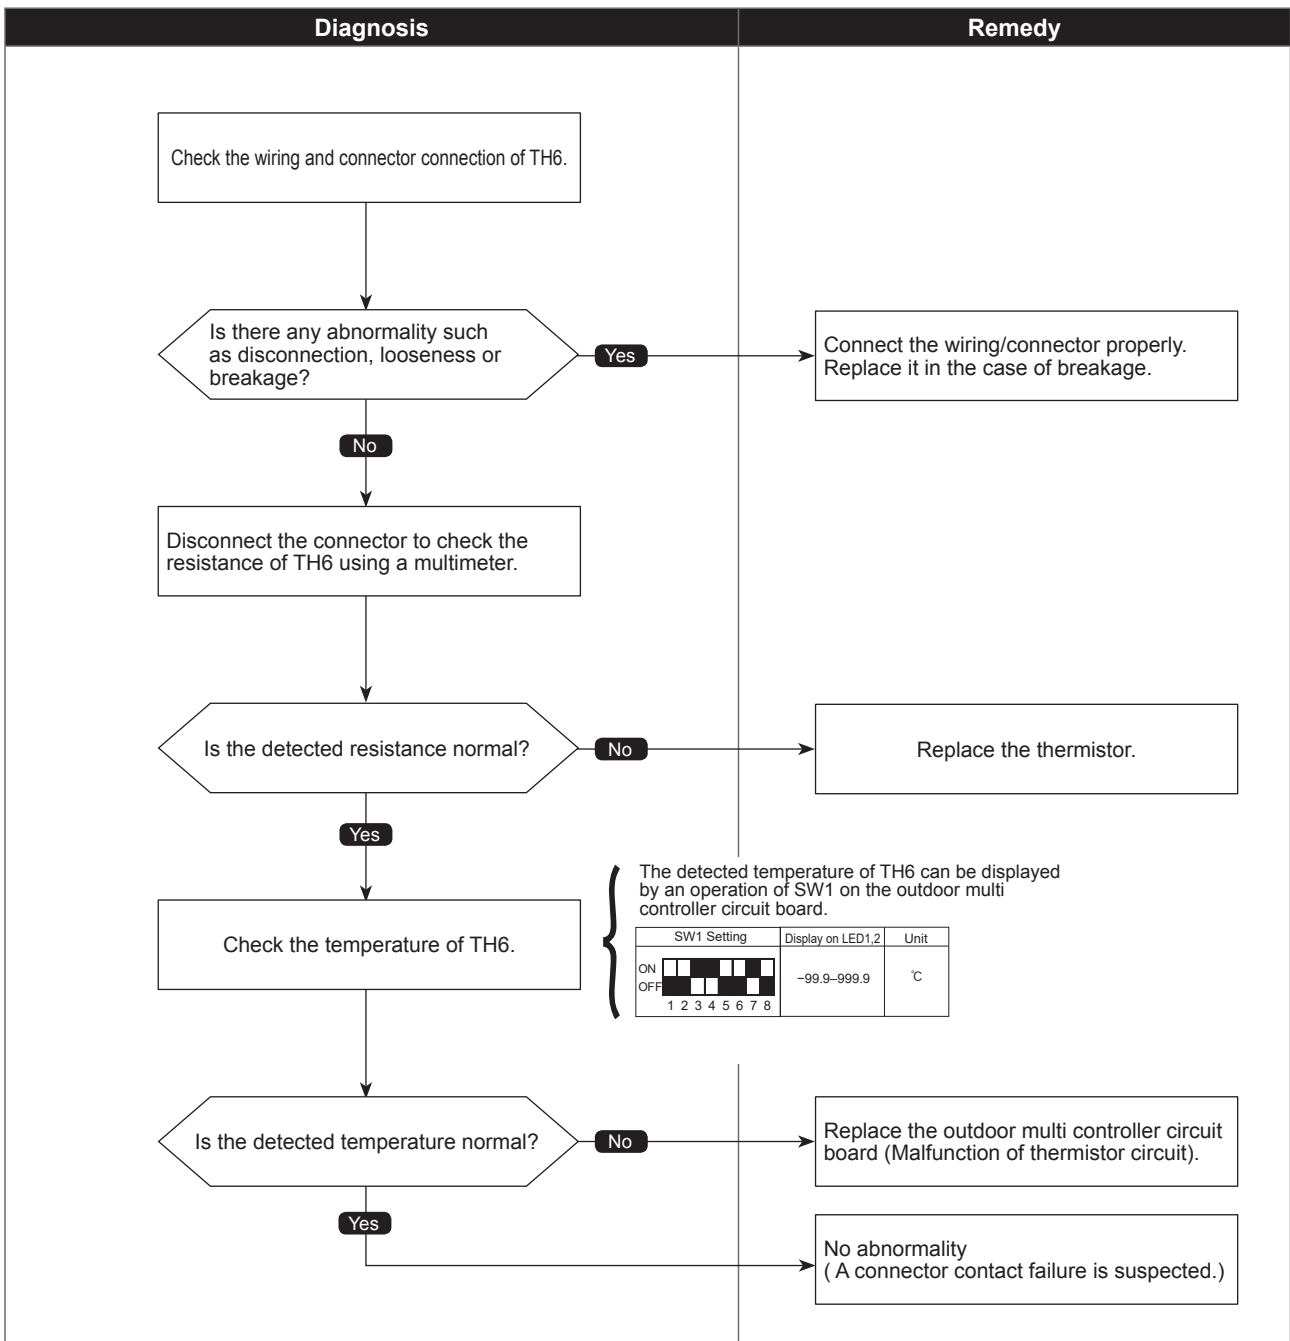 Diagnosis
Remedy
Check the wiring and connector connection of TH6.
Is there any abnormality such
as disconnection, looseness or
breakage?
Yes
Connect the wiring/connector properly.
Replace it in the case of breakage.
No
Disconnect the connector to check the
resistance of TH6 using a multimeter.
Is the detected resistance normal?
No
Replace the thermistor.
Yes
The detected temperature of TH6 can be displayed
by an operation of SW1 on the outdoor multi
controller circuit board.
Check the temperature of TH6.
SW1 Setting
Display on LED1,2
Unit
ON
OFF
1 2 3 4 5 6 7 8
−99.9–999.9
℃
Is the detected temperature normal?
No
Replace the outdoor multi controller circuit
board (Malfunction of thermistor circuit).
Yes
No abnormality
( A connector contact failure is suspected.)